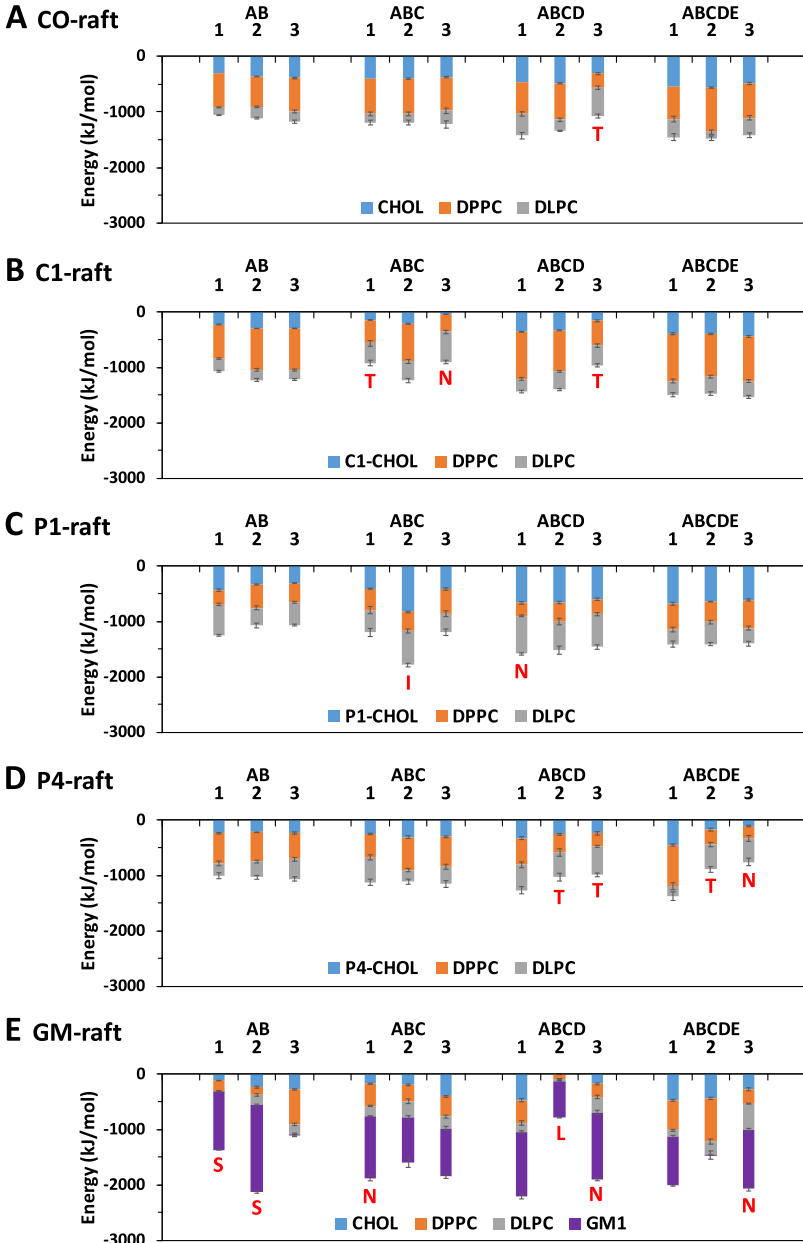 A CO-raft
AB ABC ABCD ABCDE
1 2 3 1 2 3 1 2 3 1 2 3
0
-1000
-2000
-3000
Energy (kJ/mol)
T
CHOL DPPC DLPC
B C1-raft
AB ABC ABCD ABCDE
1 2 3 1 2 3 1 2 3 1 2 3
0
-1000
-2000
-3000
Energy (kJ/mol)
T N T
C1-CHOL DPPC DLPC
C P1-raft
AB ABC ABCD ABCDE
1 2 3 1 2 3 1 2 3 1 2 3
0
-1000
-2000
-3000
Energy (kJ/mol)
I N
P1-CHOL DPPC DLPC
D P4-raft
AB ABC ABCD ABCDE
1 2 3 1 2 3 1 2 3 1 2 3
0
-1000
-2000
-3000
Energy (kJ/mol)
T T T N
P4-CHOL DPPC DLPC
E GM-raft
AB ABC ABCD ABCDE
1 2 3 1 2 3 1 2 3 1 2 3
0
-1000
-2000
-3000
Energy (kJ/mol)
S S N L N N
CHOL DPPC DLPC GM1